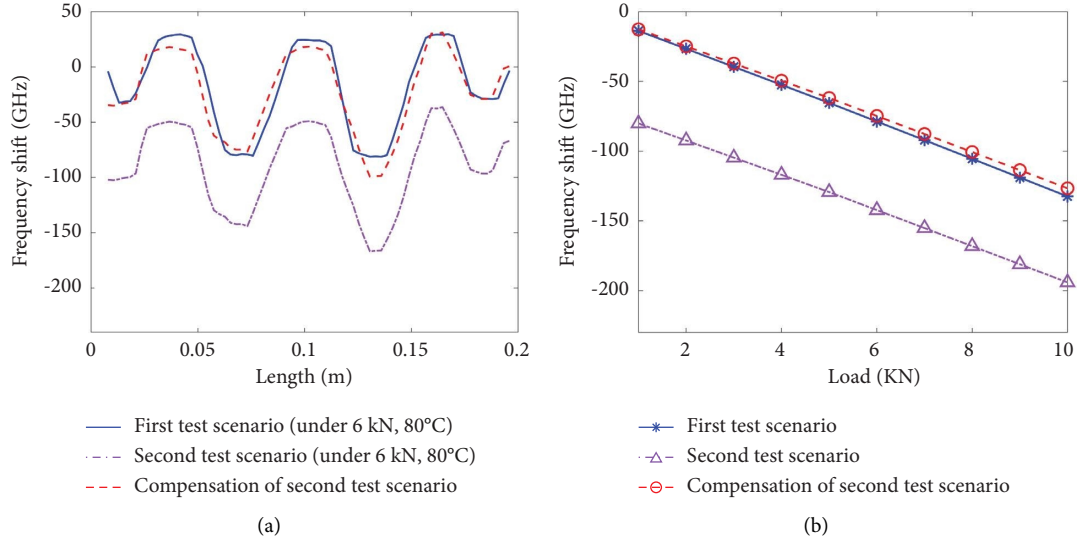 50
0
-50
-100
-150
-200
Frequency shift (GHz)
0
0.05
0.1
0.15
0.2
Length (m)
First test scenario (under 6 kN, 80°C)
Second test scenario (under 6 kN, 80°C)
Compensation of second test scenario
(a)
0
-50
-100
-150
-200
Frequency shift (GHz)
2
4
6
8
10
Load (KN)
First test scenario
Second test scenario
Compensation of second test scenario
(b)